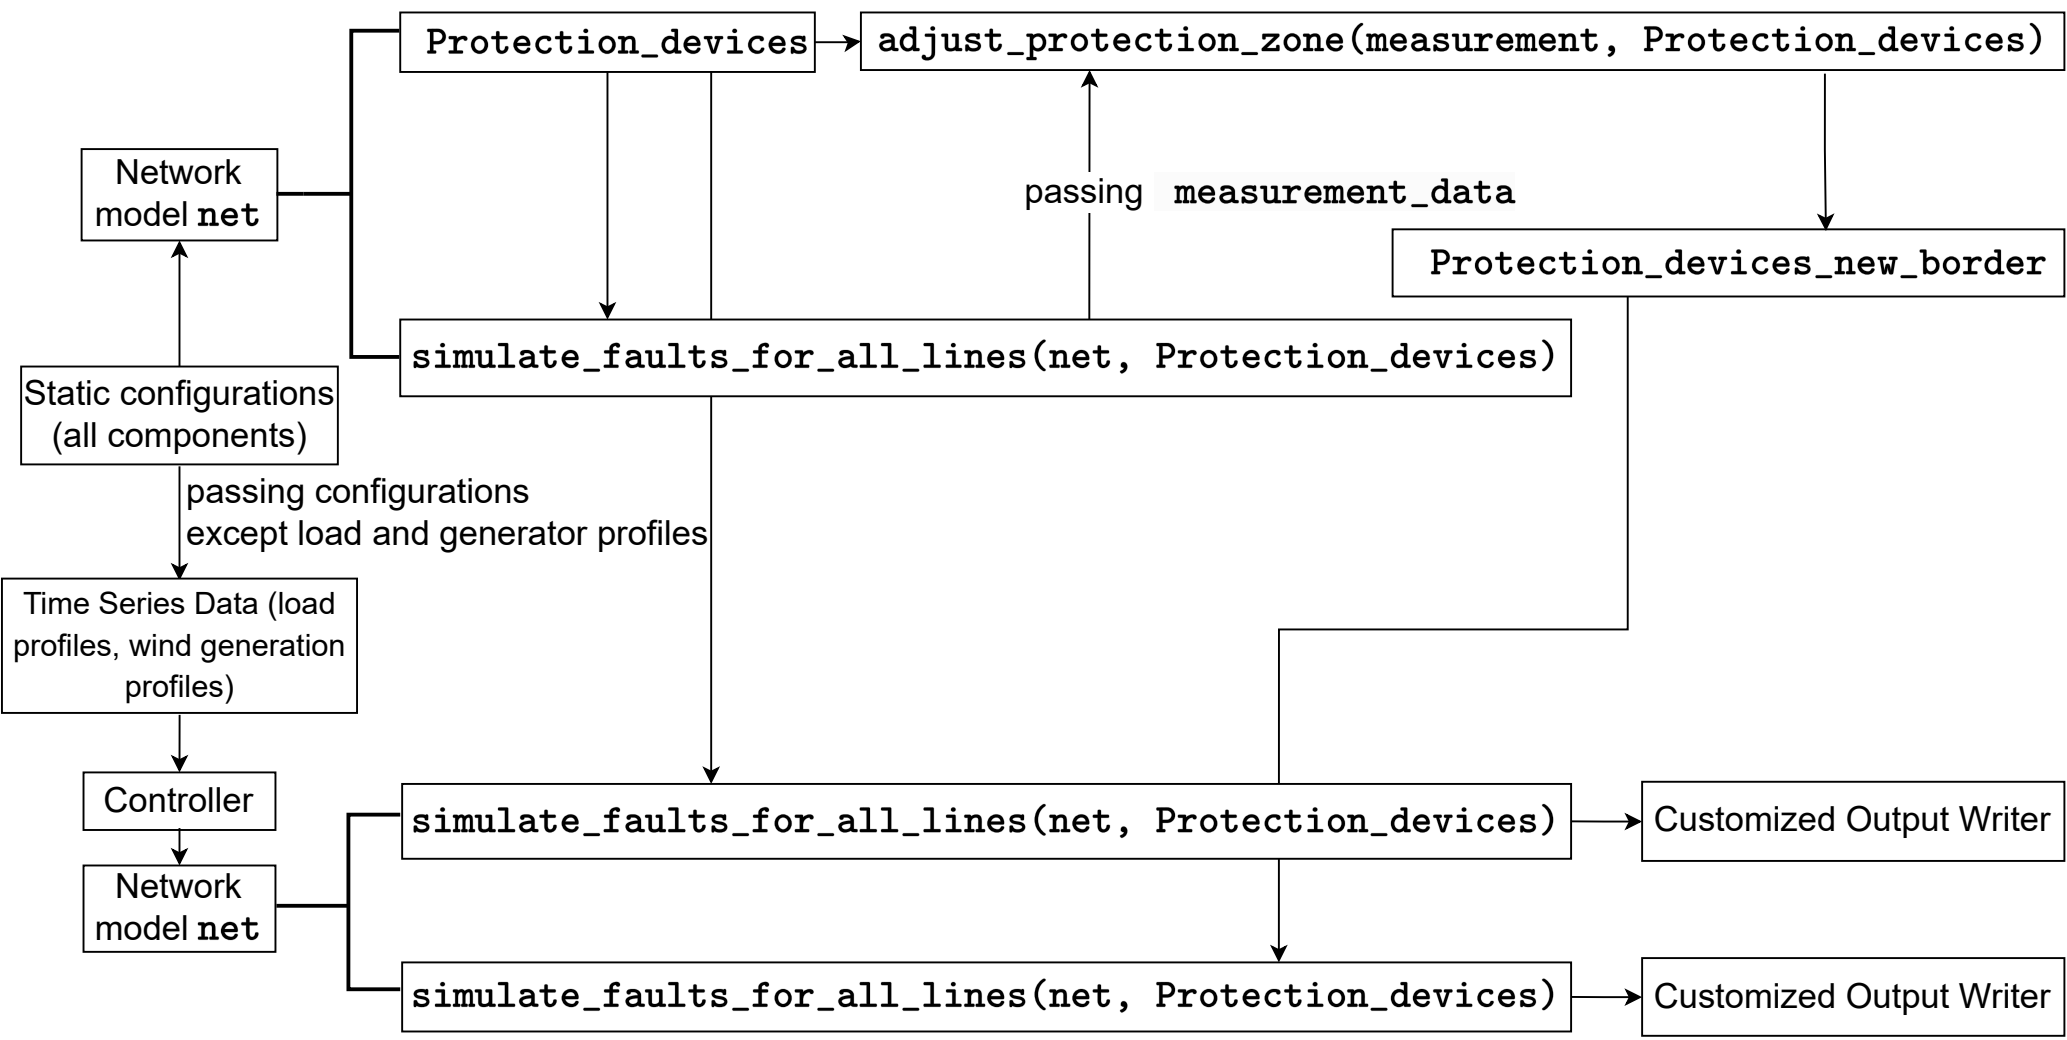 Protection_devices
adjust_protection_zone(measurement, Protection_devices)
Network
model net
passing measurement_data
Protection_devices_new_border
simulate_faults_for_all_lines(net, Protection_devices)
Static configurations
(all components)
passing configurations
except load and generator profiles
Time Series Data (load
profiles, wind generation
profiles)
Controller
simulate_faults_for_all_lines(net, Protection_devices)
Customized Output Writer
Network
model net
simulate_faults_for_all_lines(net, Protection_devices)
Customized Output Writer